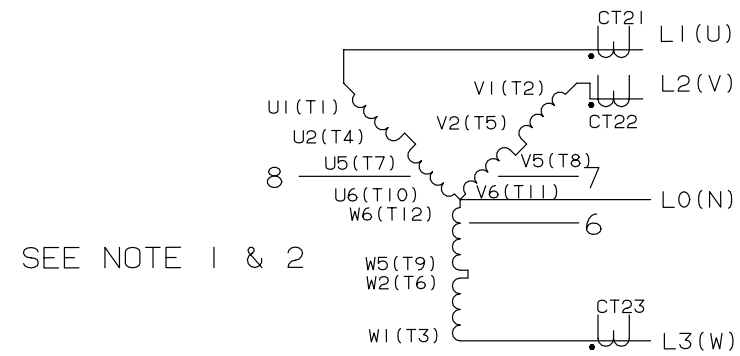 CT21
L1(U)
V1(T2)
L2(V)
U1(T1)
V2(T5)
CT22
U2(T4)
U5(T7)
V5(T8)
8
7
U6(T10)
V6(T11)
L0(N)
W6(T12)
6
SEE NOTE 1 & 2
W5(T9)
W2(T6)
CT23
W1(T3)
L3(W)